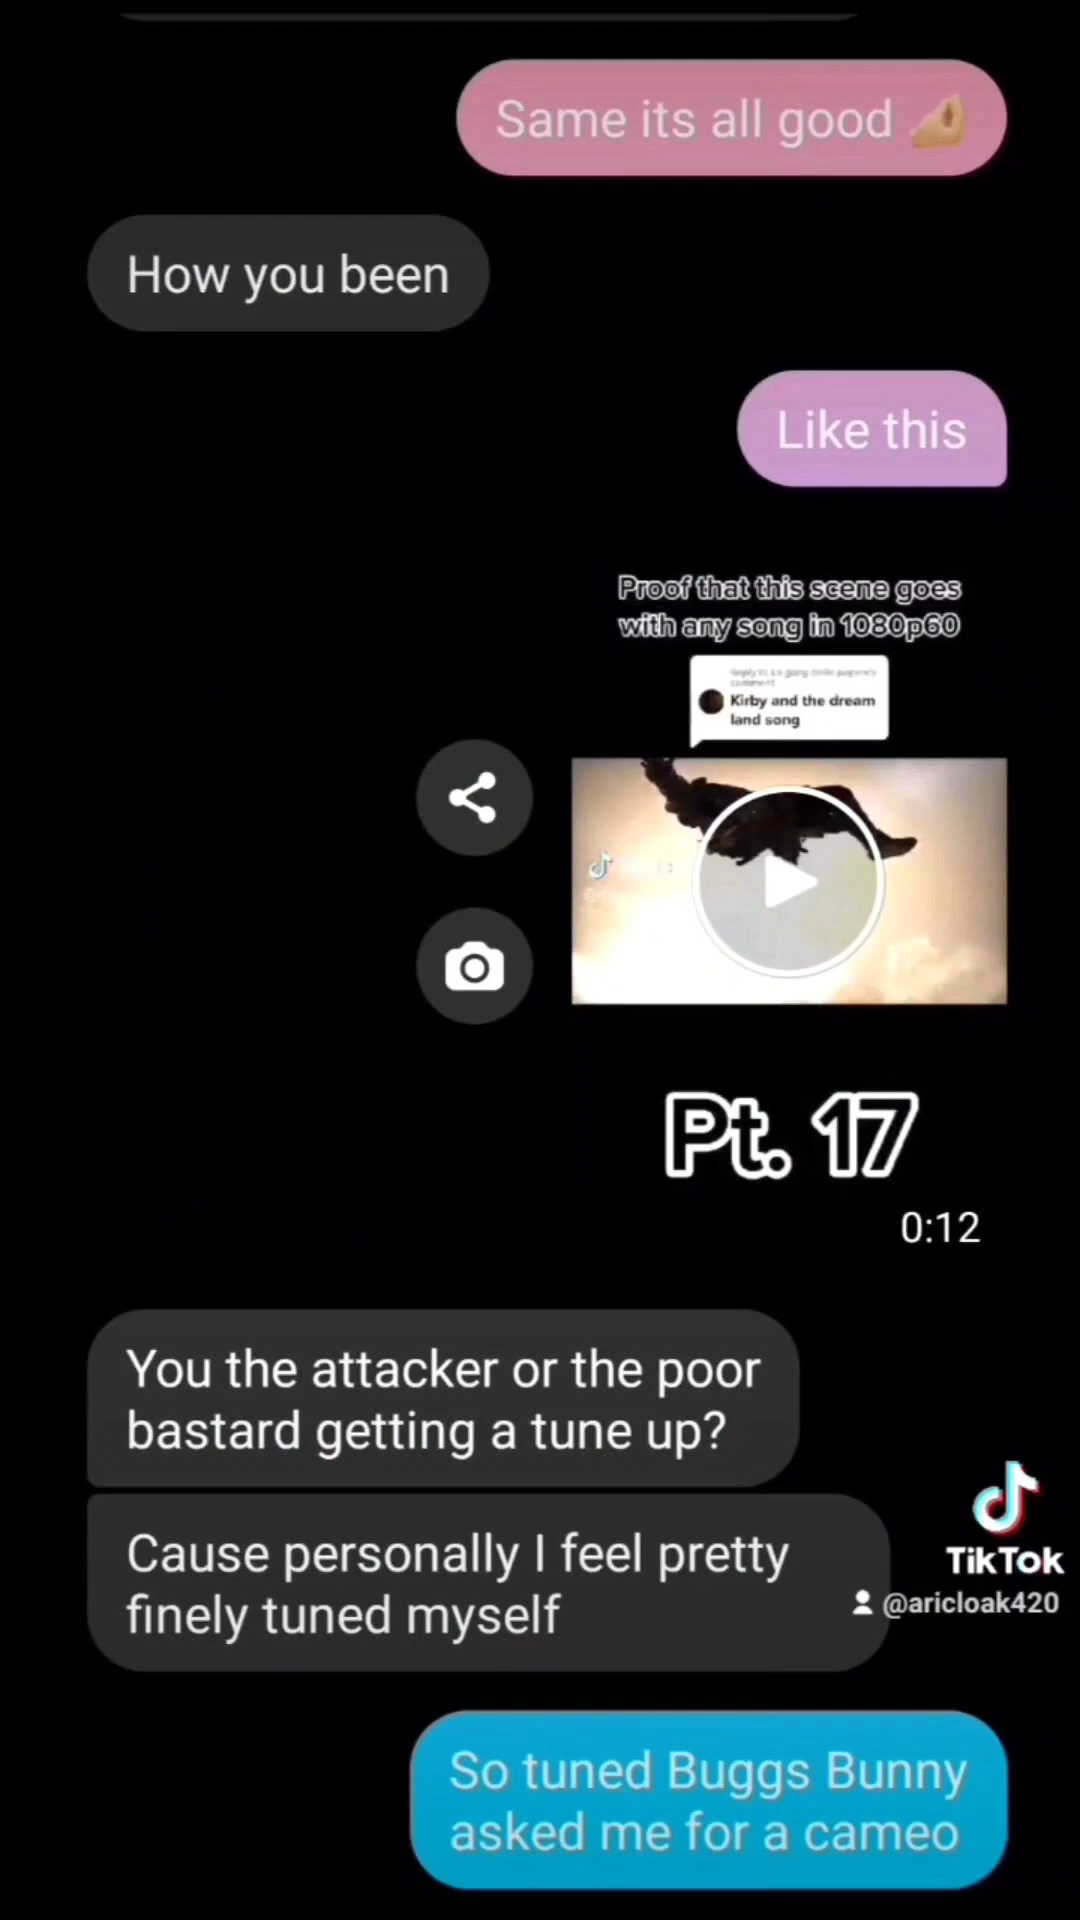 Same its all good
How you been
Like this
Proof that this scene goes
with any song in 1080p60
Kirby and the dream
land song
Pt. 17
0:12
You the attacker or the poor
bastard getting a tune up?
Cause personally I feel pretty
finely tuned myself
TikTok
@aricloak420
So tuned Buggs Bunny
asked me for a cameo